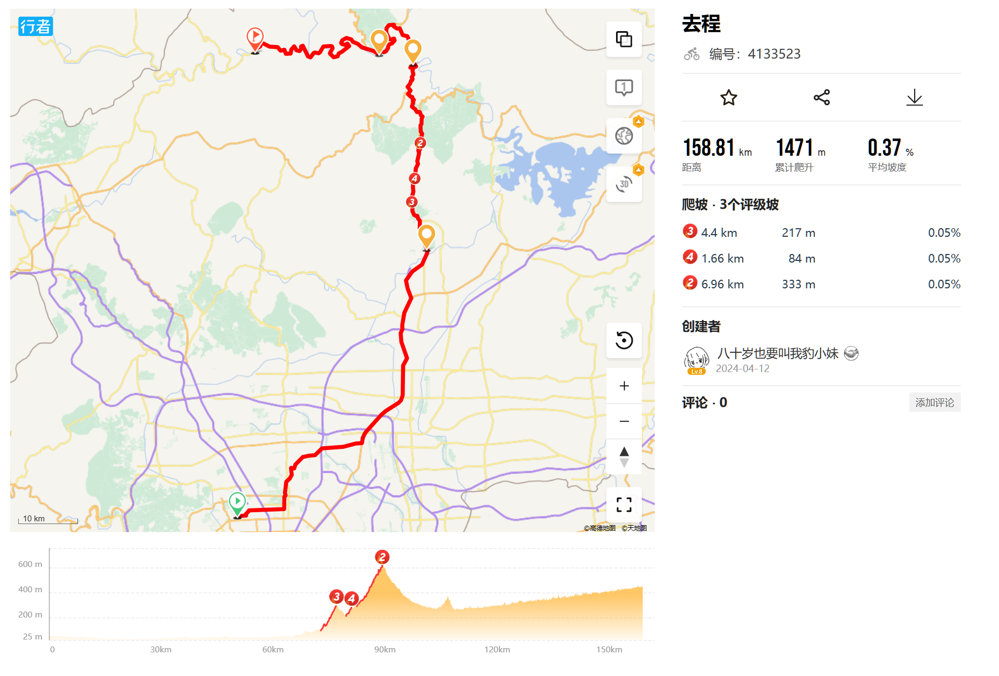 行者
1
3D
2
4
3
10 km
©高德地图 ©天地图
去程
编号：4133523
158.81 km
距离
1471 m
累计爬升
0.37 %
平均坡度
爬坡 · 3个评级坡
3 4.4 km 217 m 0.05%
4 1.66 km 84 m 0.05%
2 6.96 km 333 m 0.05%
创建者
八十岁也要叫我豹小妹
Lv.8
2024-04-12
评论 · 0
添加评论
600 m
400 m
200 m
25 m
3
4
2
0 30km 60km 90km 120km 150km